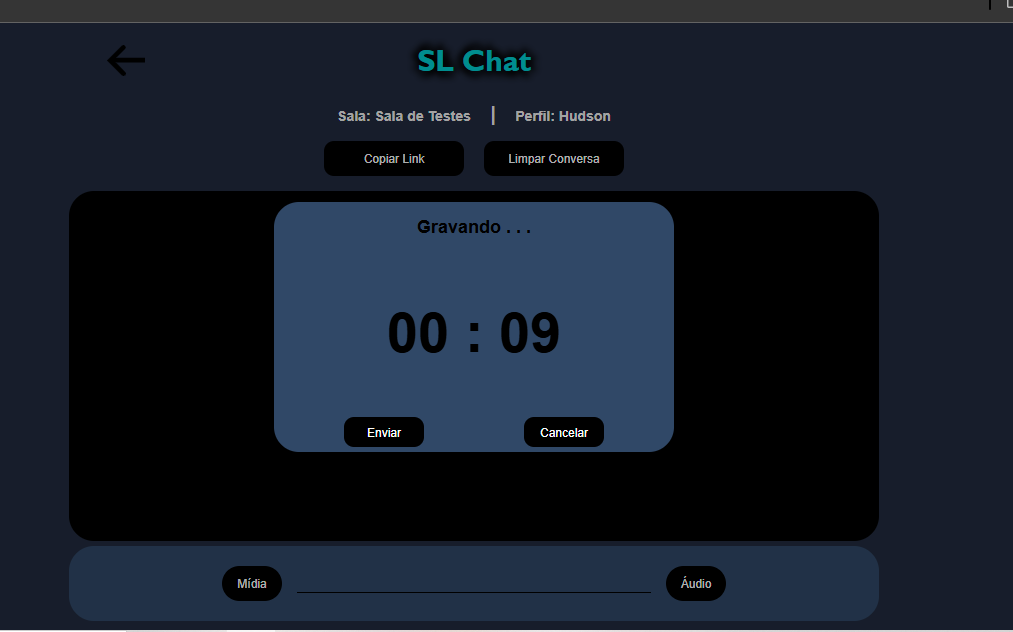 SL Chat
Sala: Sala de Testes | Perfil: Hudson
Copiar Link Limpar Conversa
Gravando . . .
00 : 09
Enviar Cancelar
Mídia Áudio